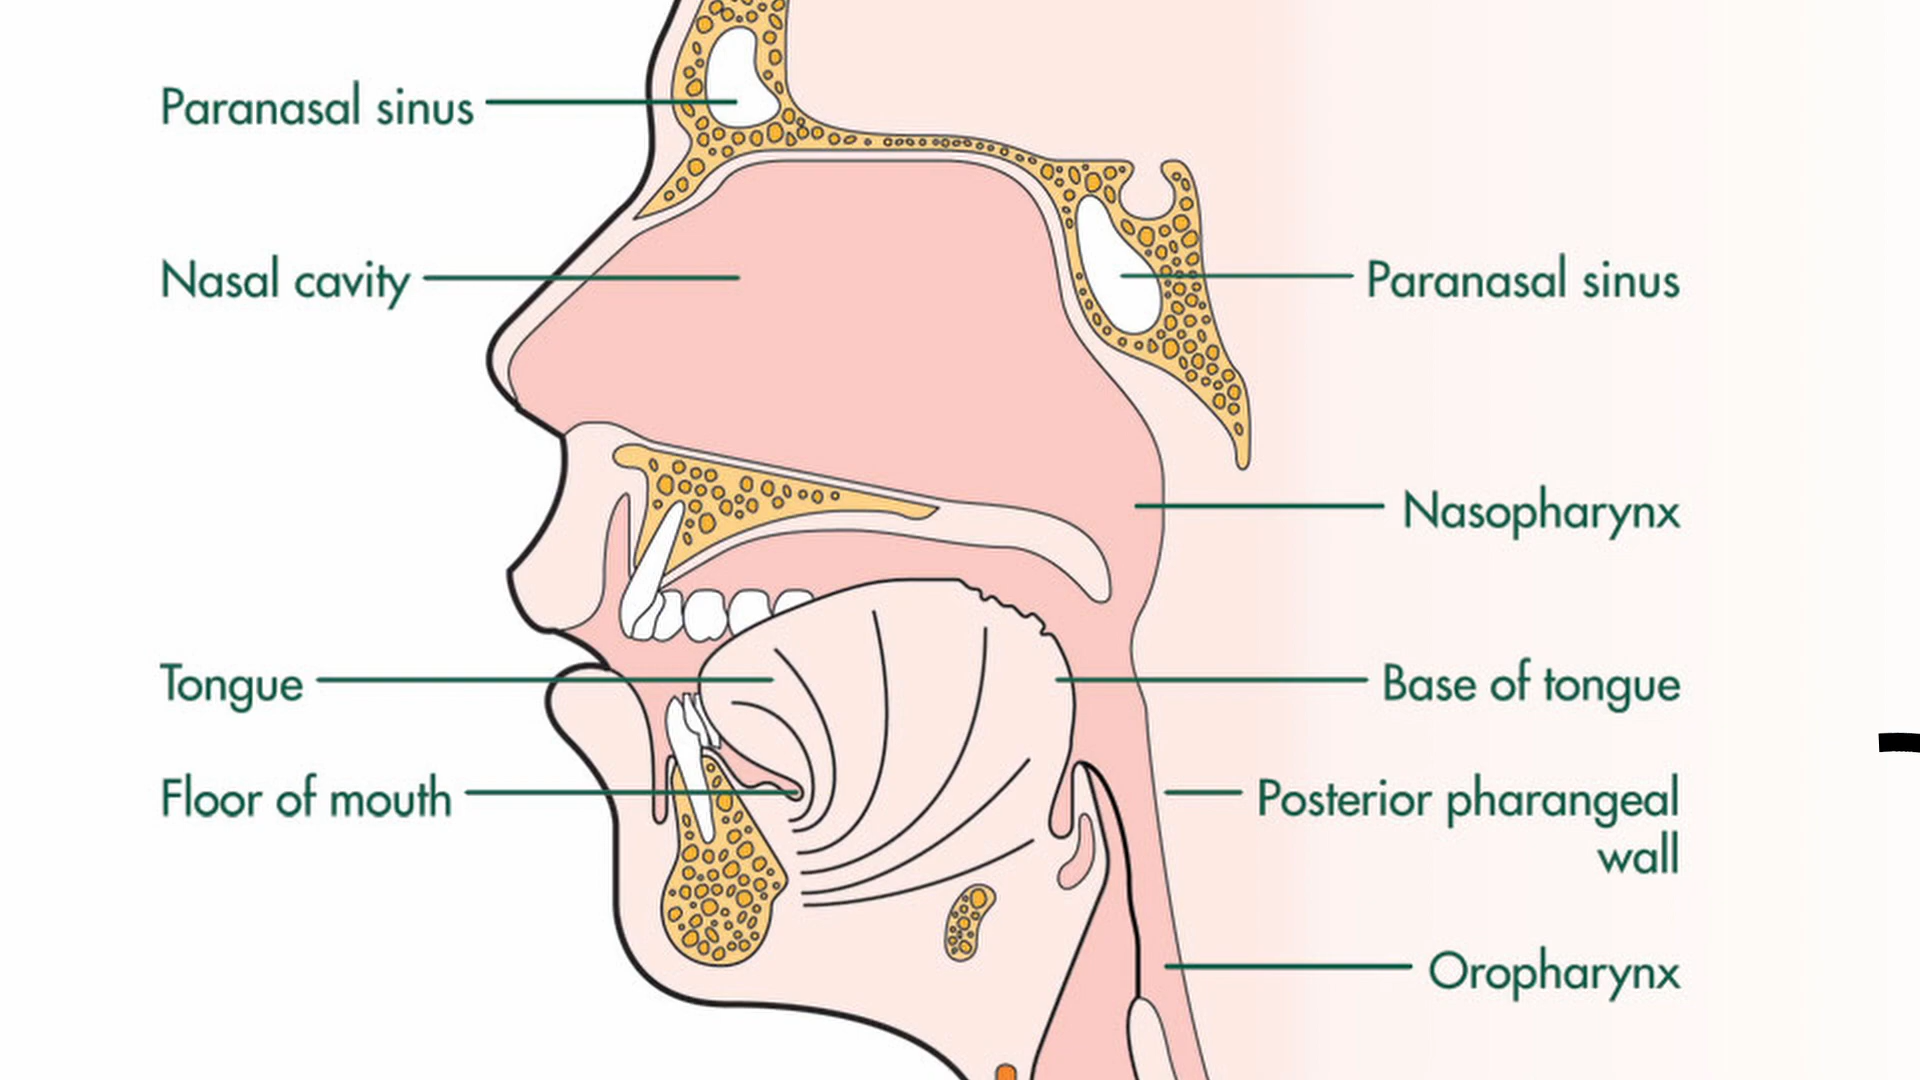 Paranasal sinus
Nasal cavity
Paranasal sinus
Nasopharynx
Tongue
Base of tongue
Floor of mouth
Posterior pharangeal
wall
Oropharynx